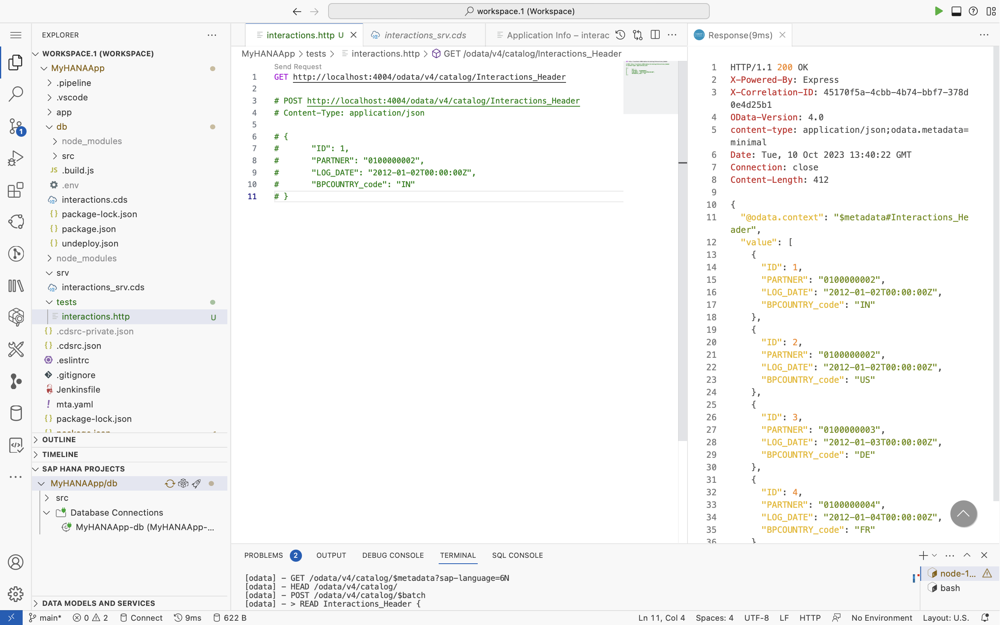 workspace.1 (Workspace)
EXPLORER
WORKSPACE.1 (WORKSPACE)
MyHANAApp
.pipeline
.vscode
app
db
node_modules
src
JS .build.js
.env
interactions.cds
{} package-lock.json
{} package.json
{} undeploy.json
node_modules
srv
interactions_srv.cds
tests
interactions.http U
{} .cdsrc-private.json
{} .cdsrc.json
.eslintrc
.gitignore
Jenkinsfile
! mta.yaml
{} package-lock.json
OUTLINE
TIMELINE
SAP HANA PROJECTS
MyHANAApp/db
src
Database Connections
MyHANAApp-db (MyHANAApp-...
DATA MODELS AND SERVICES
1
interactions.http U
interactions_srv.cds
Application Info – interac
MyHANAApp > tests > interactions.http > GET /odata/v4/catalog/Interactions_Header
Send Request
1 GET http://localhost:4004/odata/v4/catalog/Interactions_Header
2
3 # POST http://localhost:4004/odata/v4/catalog/Interactions_Header
4 # Content-Type: application/json
5
6 # {
7 # "ID": 1,
8 # "PARTNER": "0100000002",
9 # "LOG_DATE": "2012-01-02T00:00:00Z",
10 # "BPCOUNTRY_code": "IN"
11 # }
Response(9ms)
1 HTTP/1.1 200 OK
2 X-Powered-By: Express
3 X-Correlation-ID: 45170f5a-4cbb-4b74-bbf7-378d
0e4d25b1
4 OData-Version: 4.0
5 content-type: application/json;odata.metadata=
minimal
6 Date: Tue, 10 Oct 2023 13:40:22 GMT
7 Connection: close
8 Content-Length: 412
9
10 {
11 "@odata.context": "$metadata#Interactions_He
ader",
12 "value": [
13 {
14 "ID": 1,
15 "PARTNER": "0100000002",
16 "LOG_DATE": "2012-01-02T00:00:00Z",
17 "BPCOUNTRY_code": "IN"
18 },
19 {
20 "ID": 2,
21 "PARTNER": "0100000002",
22 "LOG_DATE": "2012-01-02T00:00:00Z",
23 "BPCOUNTRY_code": "US"
24 },
25 {
26 "ID": 3,
27 "PARTNER": "0100000003",
28 "LOG_DATE": "2012-01-03T00:00:00Z",
29 "BPCOUNTRY_code": "DE"
30 },
31 {
32 "ID": 4,
33 "PARTNER": "0100000004",
34 "LOG_DATE": "2012-01-04T00:00:00Z",
35 "BPCOUNTRY_code": "FR"
36 }
PROBLEMS 2 OUTPUT DEBUG CONSOLE TERMINAL SQL CONSOLE
[odata] – GET /odata/v4/catalog/$metadata?sap-language=6N
[odata] – HEAD /odata/v4/catalog/
[odata] – POST /odata/v4/catalog/$batch
[odata] – > READ Interactions_Header {
node-1...
bash
main* 0 2 Connect 9ms 622 B
Ln 11, Col 4 Spaces: 4 UTF-8 LF HTTP No Environment Layout: U.S.